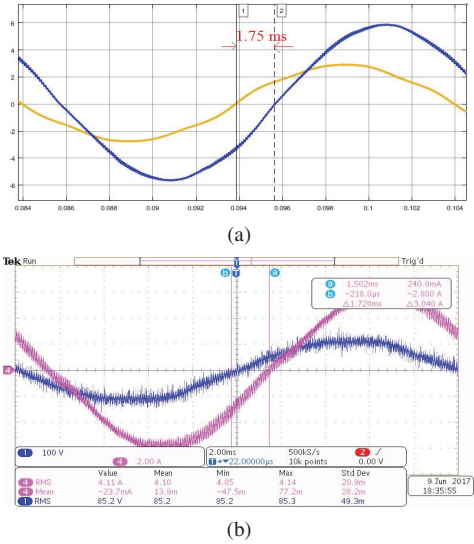 1
2
1.75 ms
6
4
2
0
-2
-4
-6
0.084
0.086
0.088
0.09
0.092
0.094
0.096
0.098
0.1
0.102
0.104
(a)
Tek Run
Trig'd
b
T
a
a 1.502ms 240.0mA
b -218.0µs -2.800 A
△1.720ms △3.040 A
4
1 100 V
4 2.00 A
2.00ms
T→▼22.00000µs
500kS/s
10k points
2
0.00 V
Value Mean Min Max Std Dev
4 RMS 4.11 A 4.10 4.05 4.14 20.9m
4 Mean -23.7mA 13.9m -47.5m 77.2m 28.2m
1 RMS 85.2 V 85.2 85.2 85.3 49.3m
9 Jun 2017
18:35:55
(b)